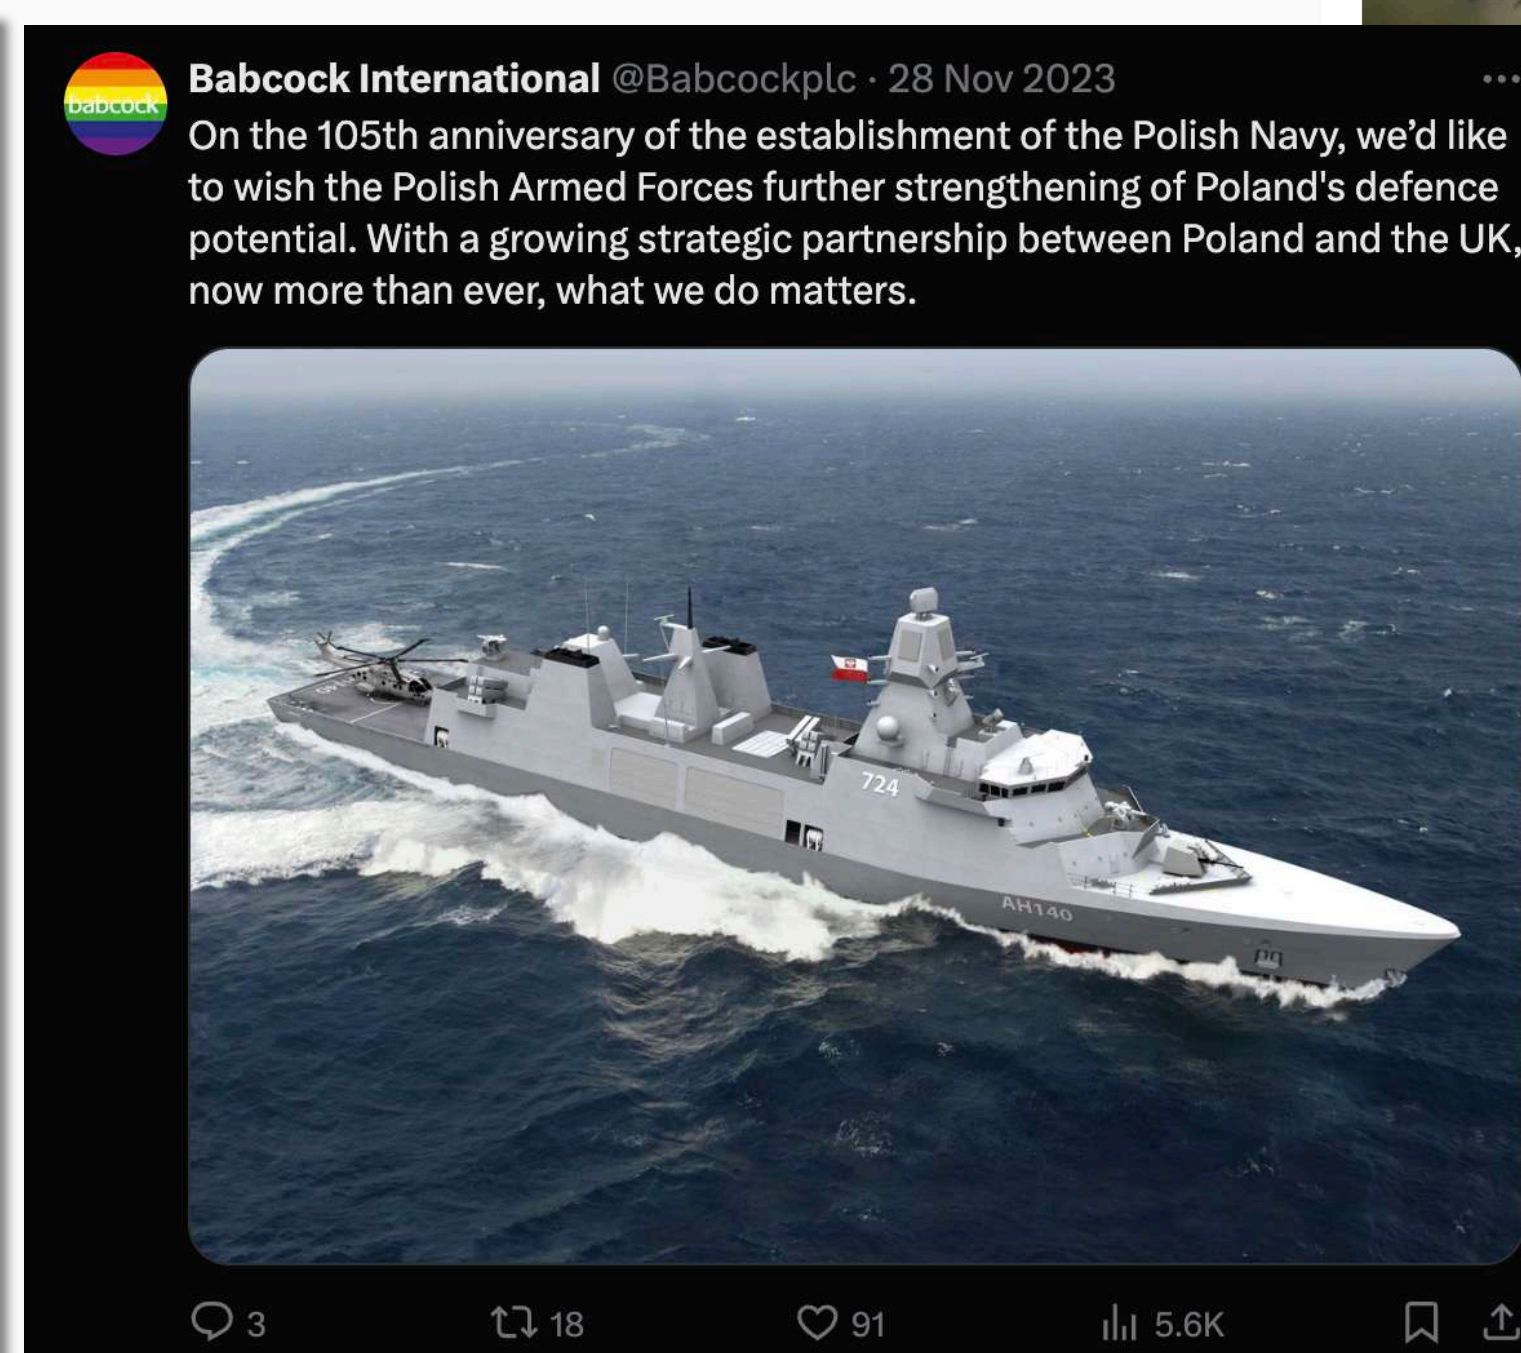 babcock
Babcock International @Babcockplc · 28 Nov 2023
On the 105th anniversary of the establishment of the Polish Navy, we’d like
to wish the Polish Armed Forces further strengthening of Poland's defence
potential. With a growing strategic partnership between Poland and the UK,
now more than ever, what we do matters.
724
AH140
3 18 91 5.6K